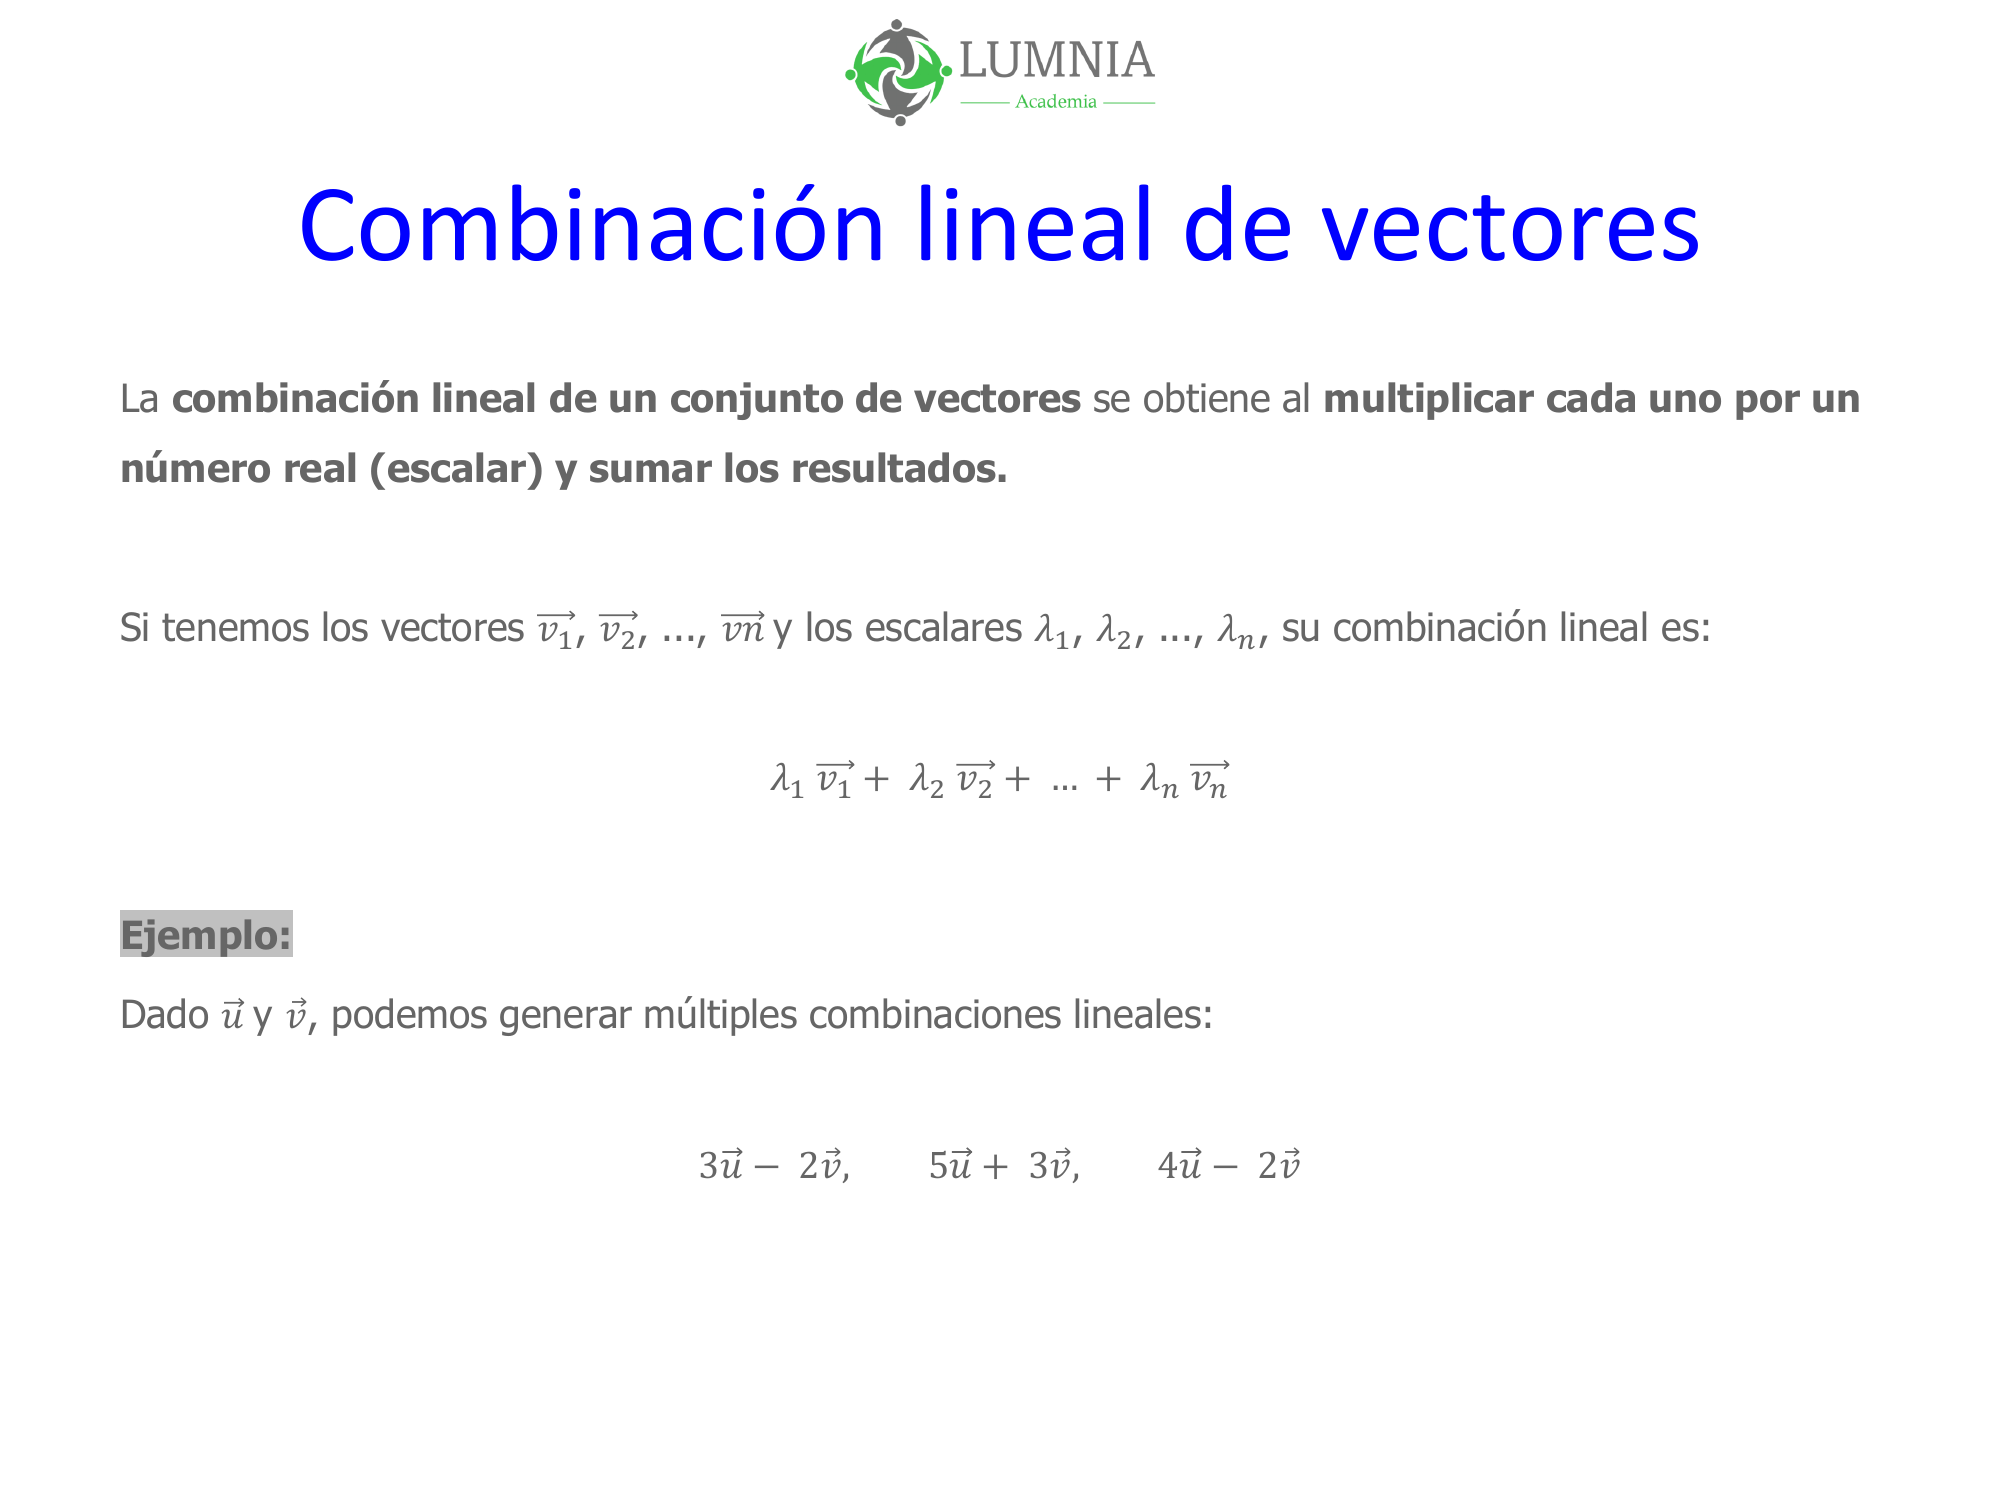 LUMNIA
Academia
Combinación lineal de vectores
La combinación lineal de un conjunto de vectores se obtiene al multiplicar cada uno por un
número real (escalar) y sumar los resultados.
Si tenemos los vectores $\overrightarrow{v_1}$, $\overrightarrow{v_2}$, ..., $\overrightarrow{vn}$ y los escalares $\lambda_1$, $\lambda_2$, ..., $\lambda_n$, su combinación lineal es:
$\lambda_1 \overrightarrow{v_1} + \lambda_2 \overrightarrow{v_2} + ... + \lambda_n \overrightarrow{v_n}$
Ejemplo:
Dado $\vec{u}$ y $\vec{v}$, podemos generar múltiples combinaciones lineales:
$3\vec{u} - 2\vec{v}$, $5\vec{u} + 3\vec{v}$, $4\vec{u} - 2\vec{v}$